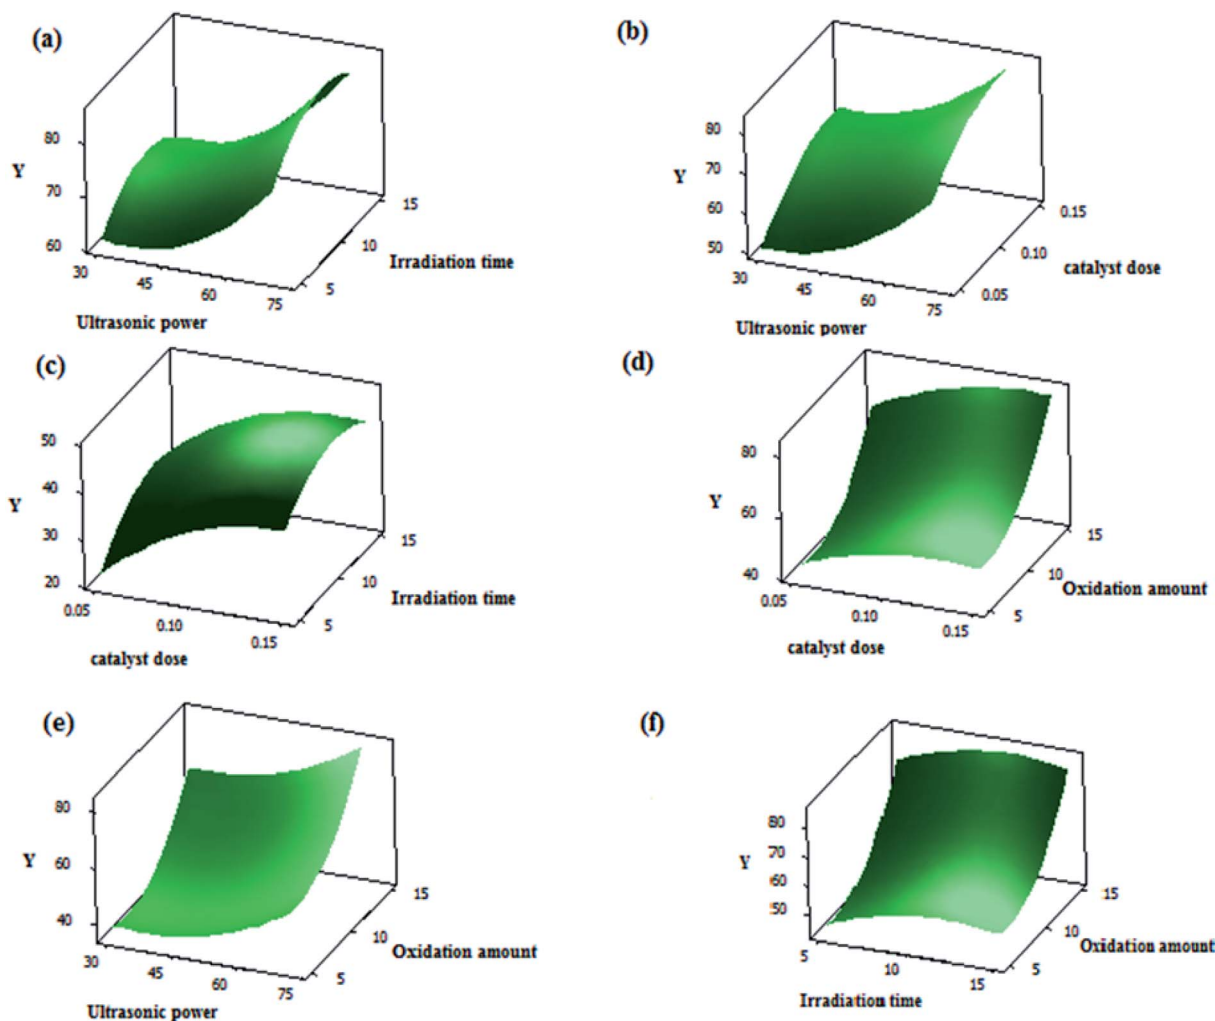 (a)
80
Y
70
60
30
45
60
75
5
10
15
Ultrasonic power
Irradiation time
(b)
80
70
Y
60
50
30
45
60
75
0.05
0.10
0.15
Ultrasonic power
catalyst dose
(c)
50
40
Y
30
20
0.05
0.10
0.15
5
10
15
catalyst dose
Irradiation time
(d)
80
Y
60
40
0.05
0.10
0.15
5
10
15
catalyst dose
Oxidation amount
(e)
80
Y
60
40
30
45
60
75
5
10
15
Ultrasonic power
Oxidation amount
(f)
80
70
Y
60
50
5
10
15
5
10
15
Irradiation time
Oxidation amount